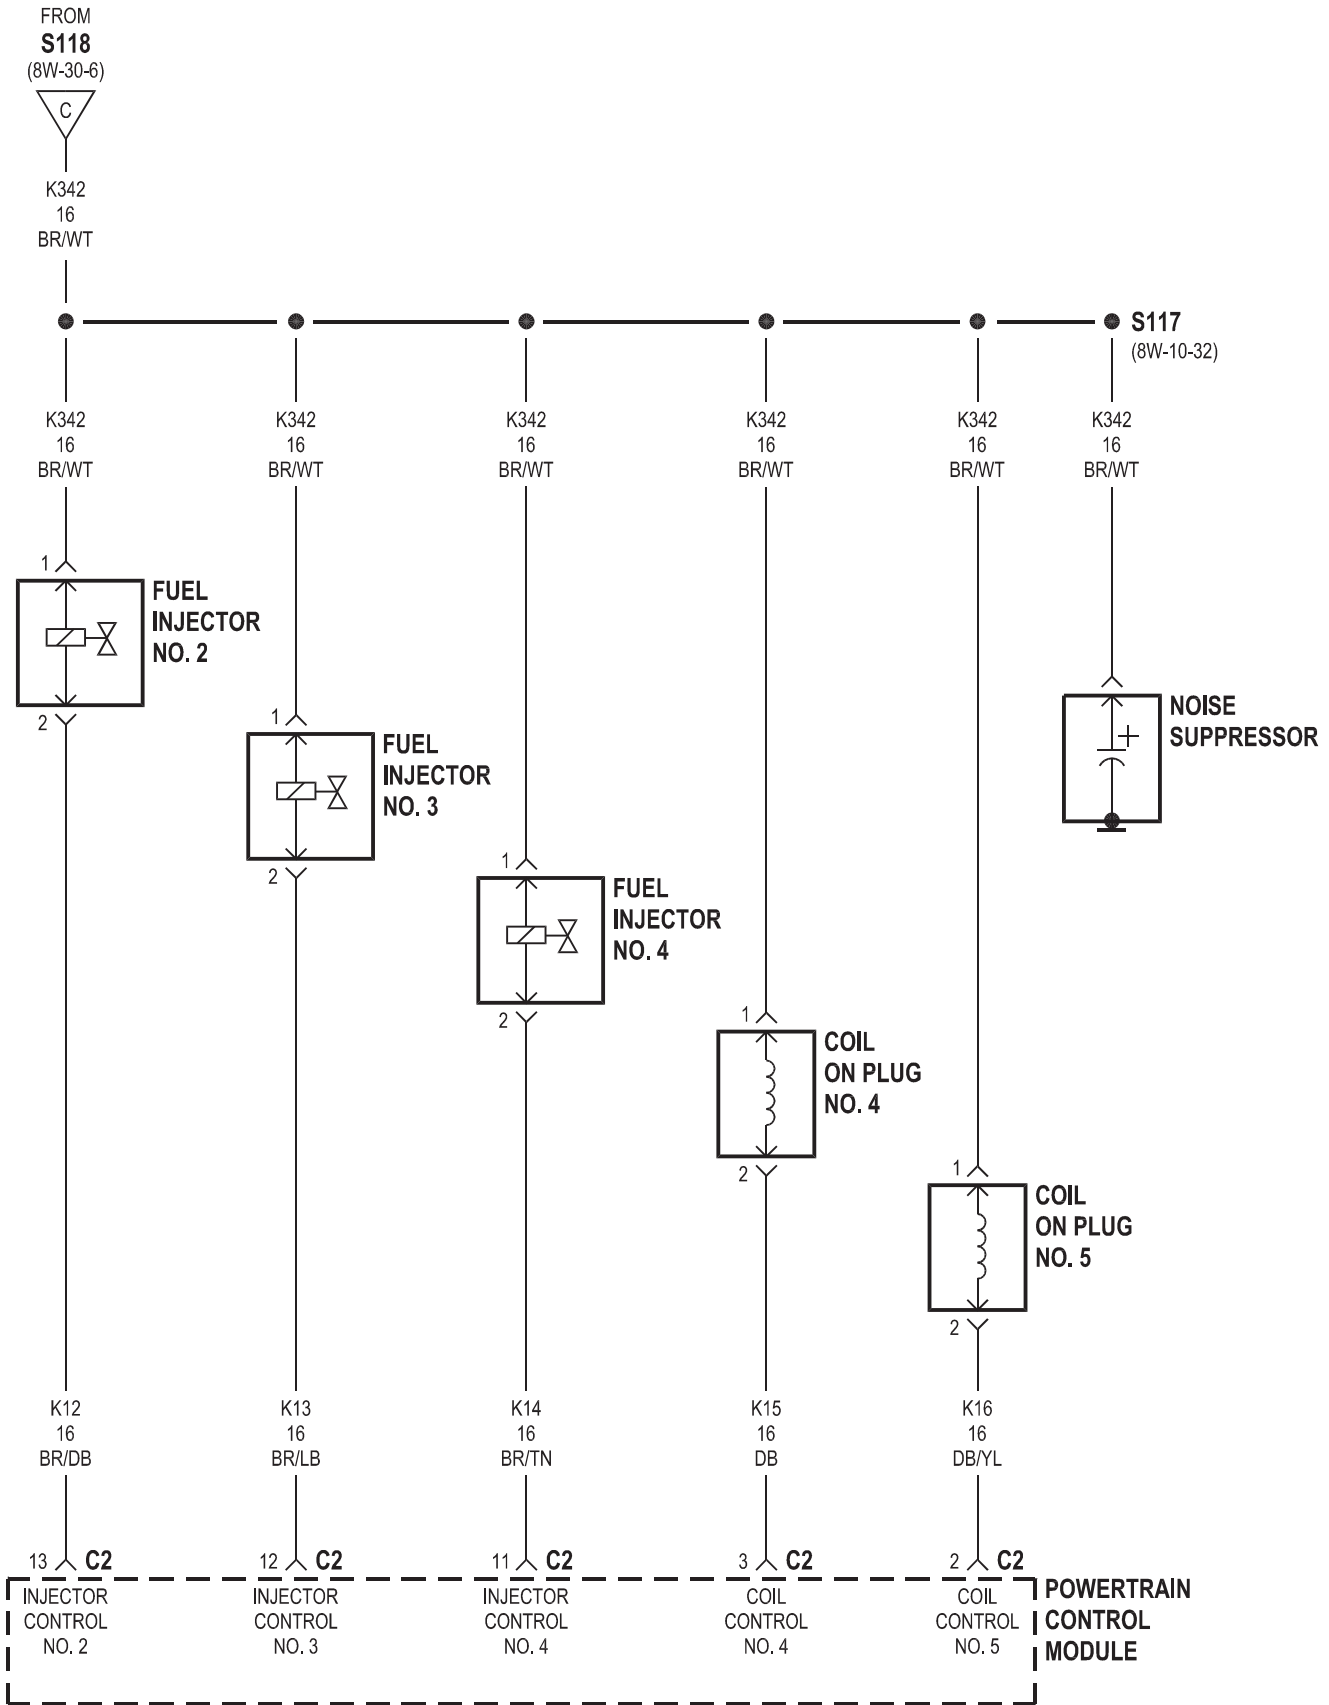 FROM
S118
(8W-30-6)
C
K342
16
BR/WT
S117
(8W-10-32)
K342
16
BR/WT
K342
16
BR/WT
K342
16
BR/WT
K342
16
BR/WT
K342
16
BR/WT
K342
16
BR/WT
1
FUEL
INJECTOR
NO. 2
2
1
FUEL
INJECTOR
NO. 3
2
1
FUEL
INJECTOR
NO. 4
2
1
COIL
ON PLUG
NO. 4
2
1
COIL
ON PLUG
NO. 5
2
+
NOISE
SUPPRESSOR
K12
16
BR/DB
K13
16
BR/LB
K14
16
BR/TN
K15
16
DB
K16
16
DB/YL
13 C2
12 C2
11 C2
3 C2
2 C2
INJECTOR
CONTROL
NO. 2
INJECTOR
CONTROL
NO. 3
INJECTOR
CONTROL
NO. 4
COIL
CONTROL
NO. 4
COIL
CONTROL
NO. 5
POWERTRAIN
CONTROL
MODULE